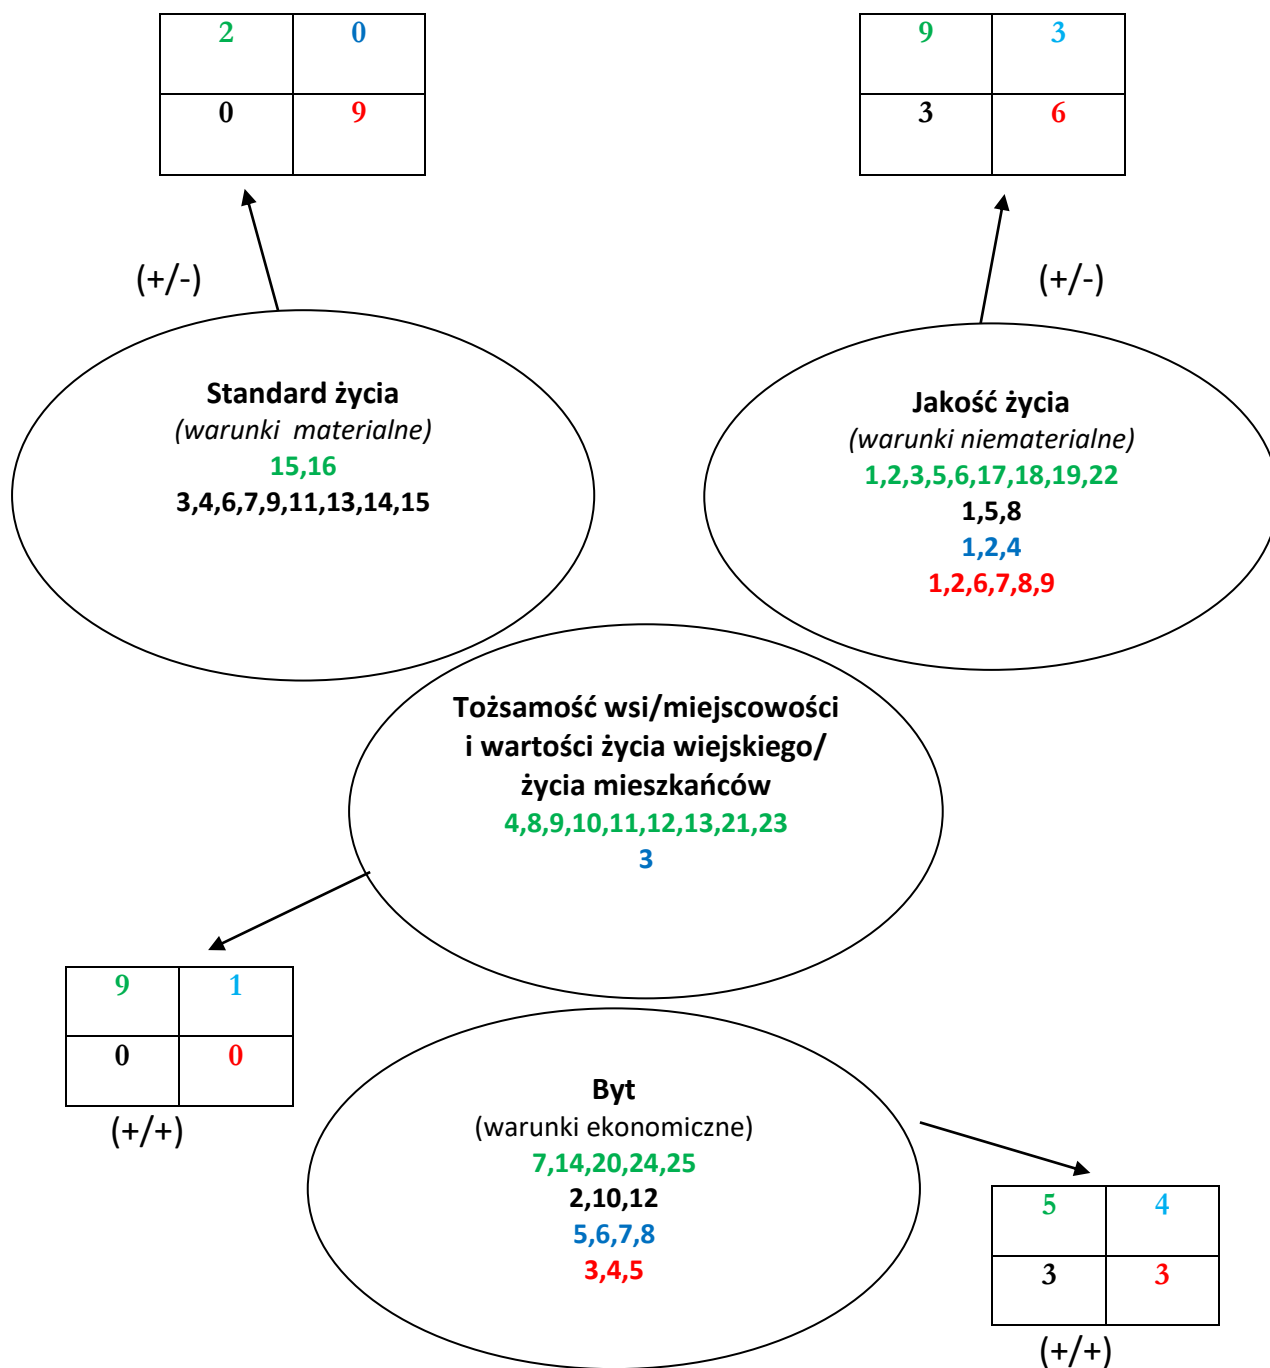 2 0
0 9
9 3
3 6
(+/-)
(+/-)
Standard życia
(warunki materialne)
15,16
3,4,6,7,9,11,13,14,15
Jakość życia
(warunki niematerialne)
1,2,3,5,6,17,18,19,22
1,5,8
1,2,4
1,2,6,7,8,9
Tożsamość wsi/miejscowości
i wartości życia wiejskiego/
życia mieszkańców
4,8,9,10,11,12,13,21,23
3
9 1
0 0
(+/+)
Byt
(warunki ekonomiczne)
7,14,20,24,25
2,10,12
5,6,7,8
3,4,5
5 4
3 3
(+/+)